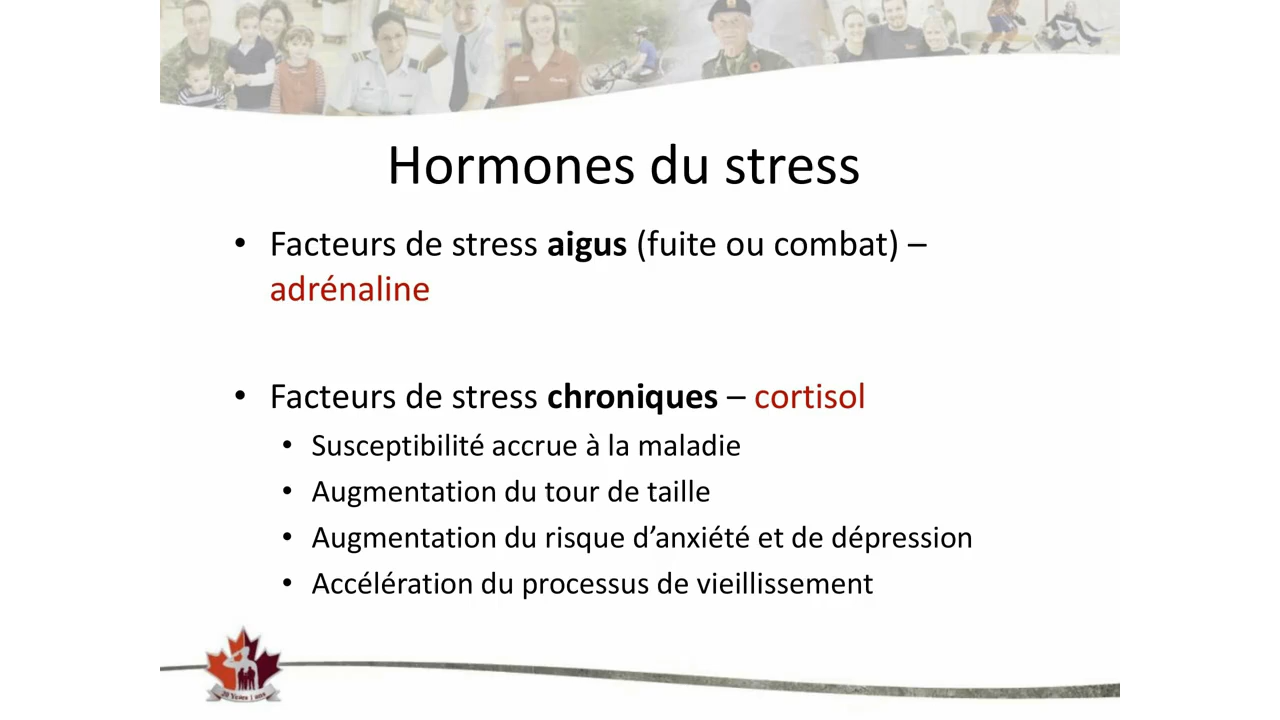 Hormones du stress
• Facteurs de stress aigus (fuite ou combat) –
adrénaline
• Facteurs de stress chroniques – cortisol
• Susceptibilité accrue à la maladie
• Augmentation du tour de taille
• Augmentation du risque d’anxiété et de dépression
• Accélération du processus de vieillissement